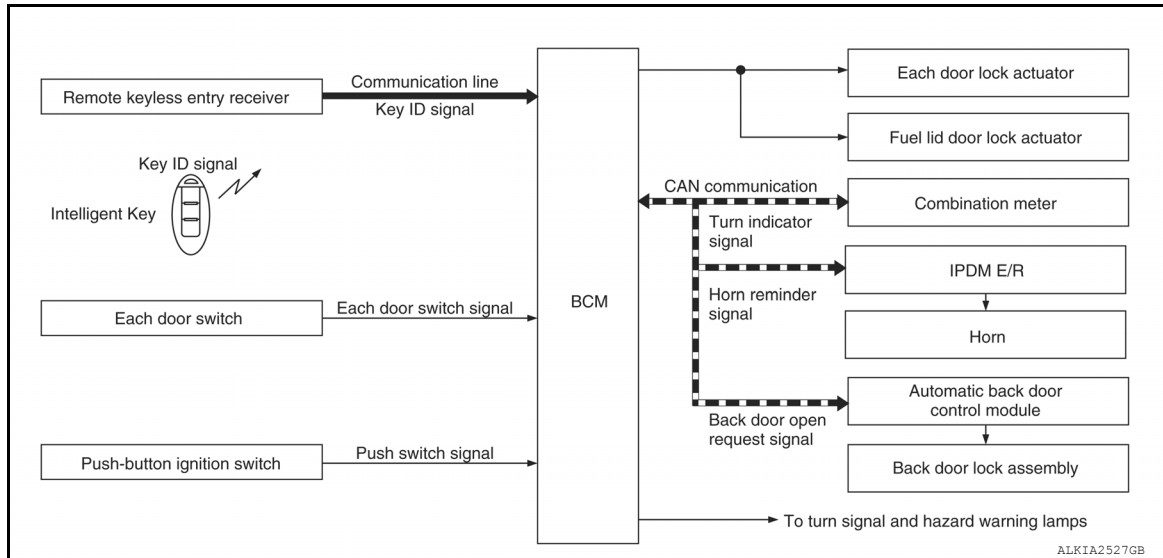 Remote keyless entry receiver
Communication line
Key ID signal
Key ID signal
Intelligent Key
Each door switch
Each door switch signal
Push-button ignition switch
Push switch signal
BCM
Each door lock actuator
Fuel lid door lock actuator
CAN communication
Combination meter
Turn indicator
signal
IPDM E/R
Horn reminder
signal
Horn
Automatic back door
control module
Back door open
request signal
Back door lock assembly
To turn signal and hazard warning lamps
ALKIA2527GB